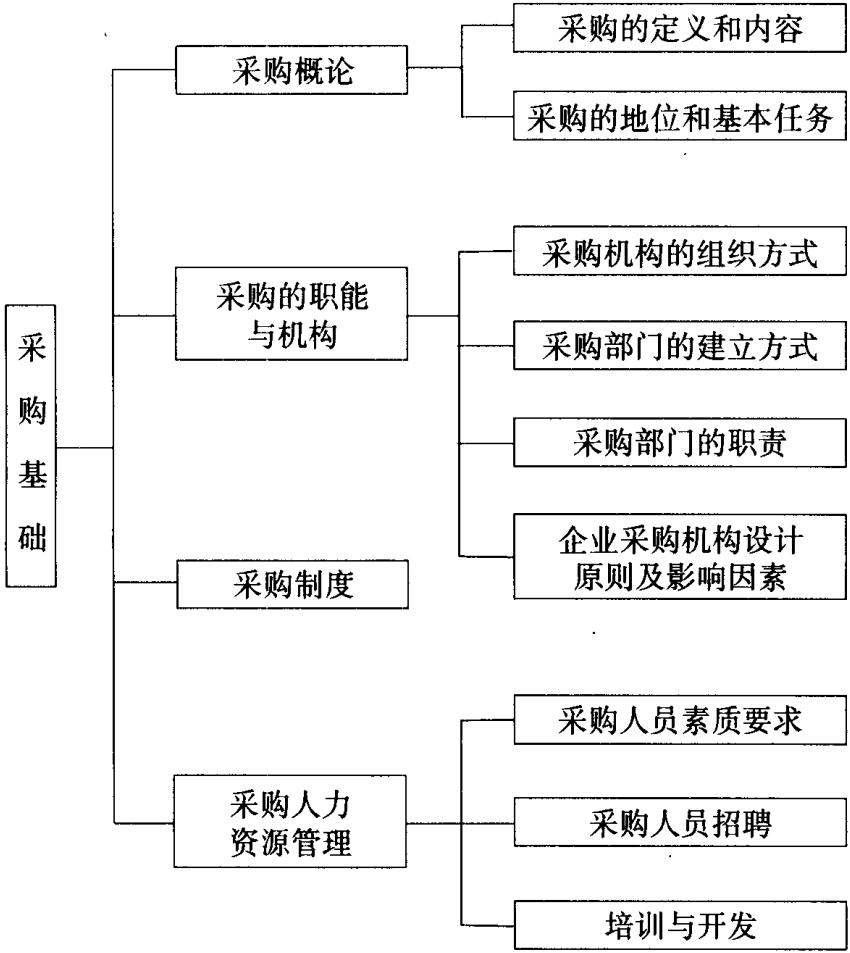 采购基础
采购概论
采购的定义和内容
采购的地位和基本任务
采购的职能
与机构
采购机构的组织方式
采购部门的建立方式
采购部门的职责
企业采购机构设计
原则及影响因素
采购制度
采购人力
资源管理
采购人员素质要求
采购人员招聘
培训与开发